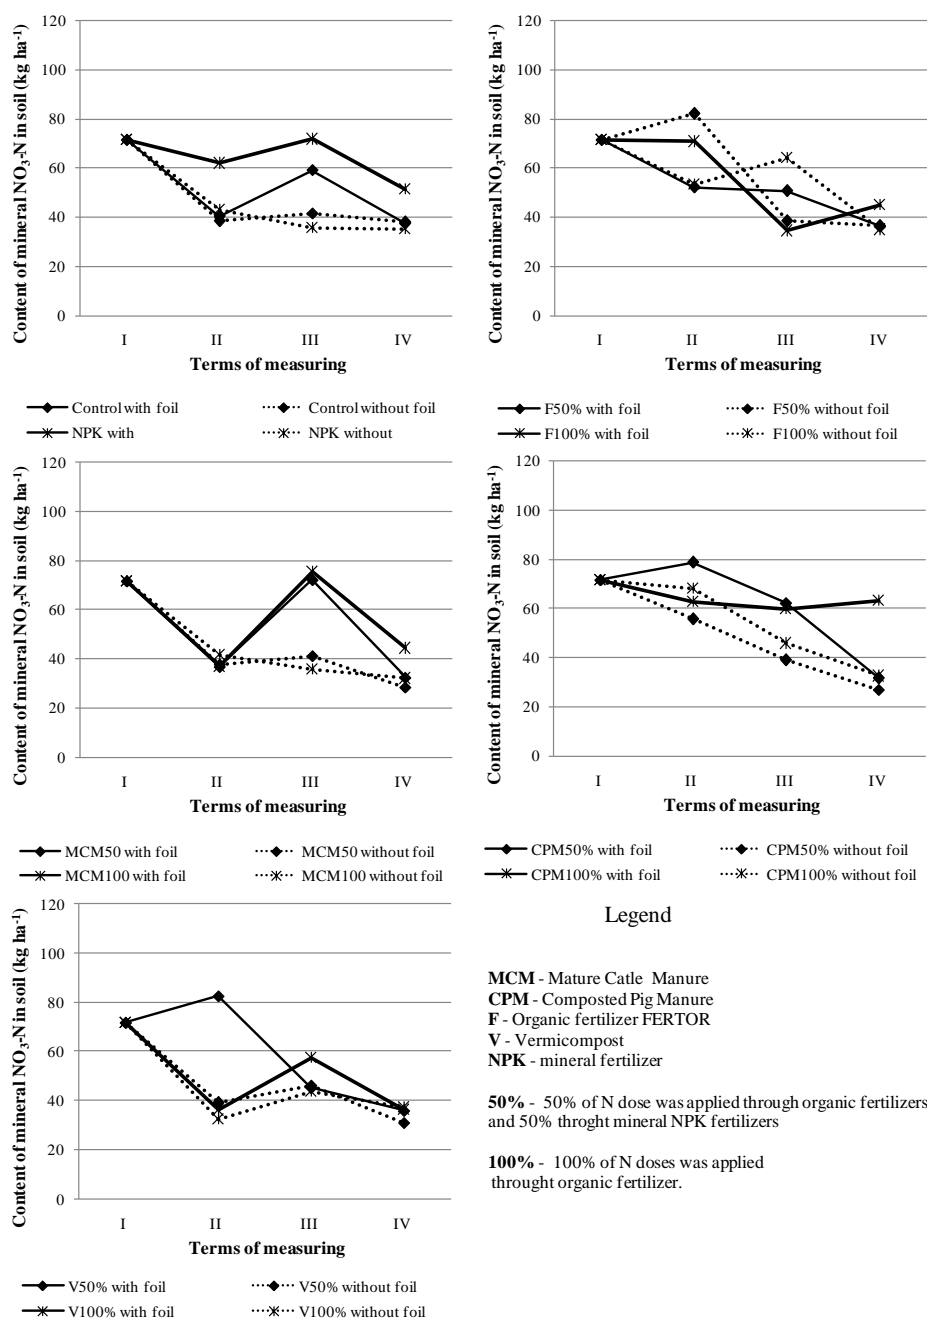 Content of mineral NO₃-N in soil (kg ha⁻¹)
120
100
80
60
40
20
0
I II III IV
Terms of measuring
Control with foil Control without foil
NPK with NPK without
Content of mineral NO₃-N in soil (kg ha⁻¹)
120
100
80
60
40
20
0
I II III IV
Terms of measuring
F50% with foil F50% without foil
F100% with foil F100% without foil
Content of mineral NO₃-N in soil (kg ha⁻¹)
120
100
80
60
40
20
0
I II III IV
Terms of measuring
MCM50 with foil MCM50 without foil
MCM100 with foil MCM100 without foil
Content of mineral NO₃-N in soil (kg ha⁻¹)
120
100
80
60
40
20
0
I II III IV
Terms of measuring
CPM50% with foil CPM50% without foil
CPM100% with foil CPM100% without foil
Content of mineral NO₃-N in soil (kg ha⁻¹)
120
100
80
60
40
20
0
I II III IV
Terms of measuring
V50% with foil V50% without foil
V100% with foil V100% without foil
Legend
MCM - Mature Catle Manure
CPM - Composted Pig Manure
F - Organic fertilizer FERTOR
V - Vermicompost
NPK - mineral fertilizer
50% - 50% of N dose was applied through organic fertilizers
and 50% throught mineral NPK fertilizers
100% - 100% of N doses was applied
throught organic fertilizer.